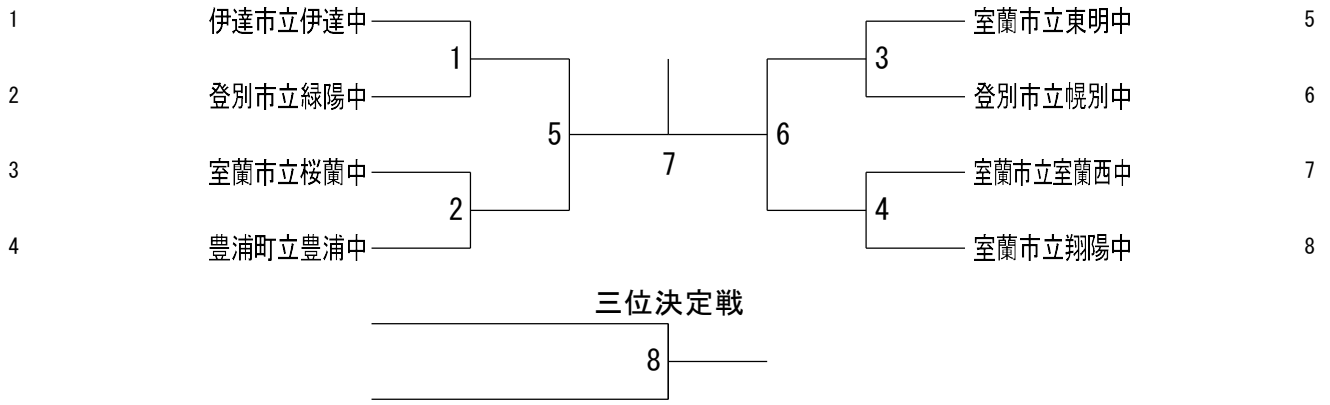 1 伊達市立伊達中
1
2 登別市立緑陽中
5
3 室蘭市立桜蘭中
2
4 豊浦町立豊浦中
7
室蘭市立東明中 5
3
登別市立幌別中 6
6
室蘭市立室蘭西中 7
4
室蘭市立翔陽中 8
三位決定戦
8